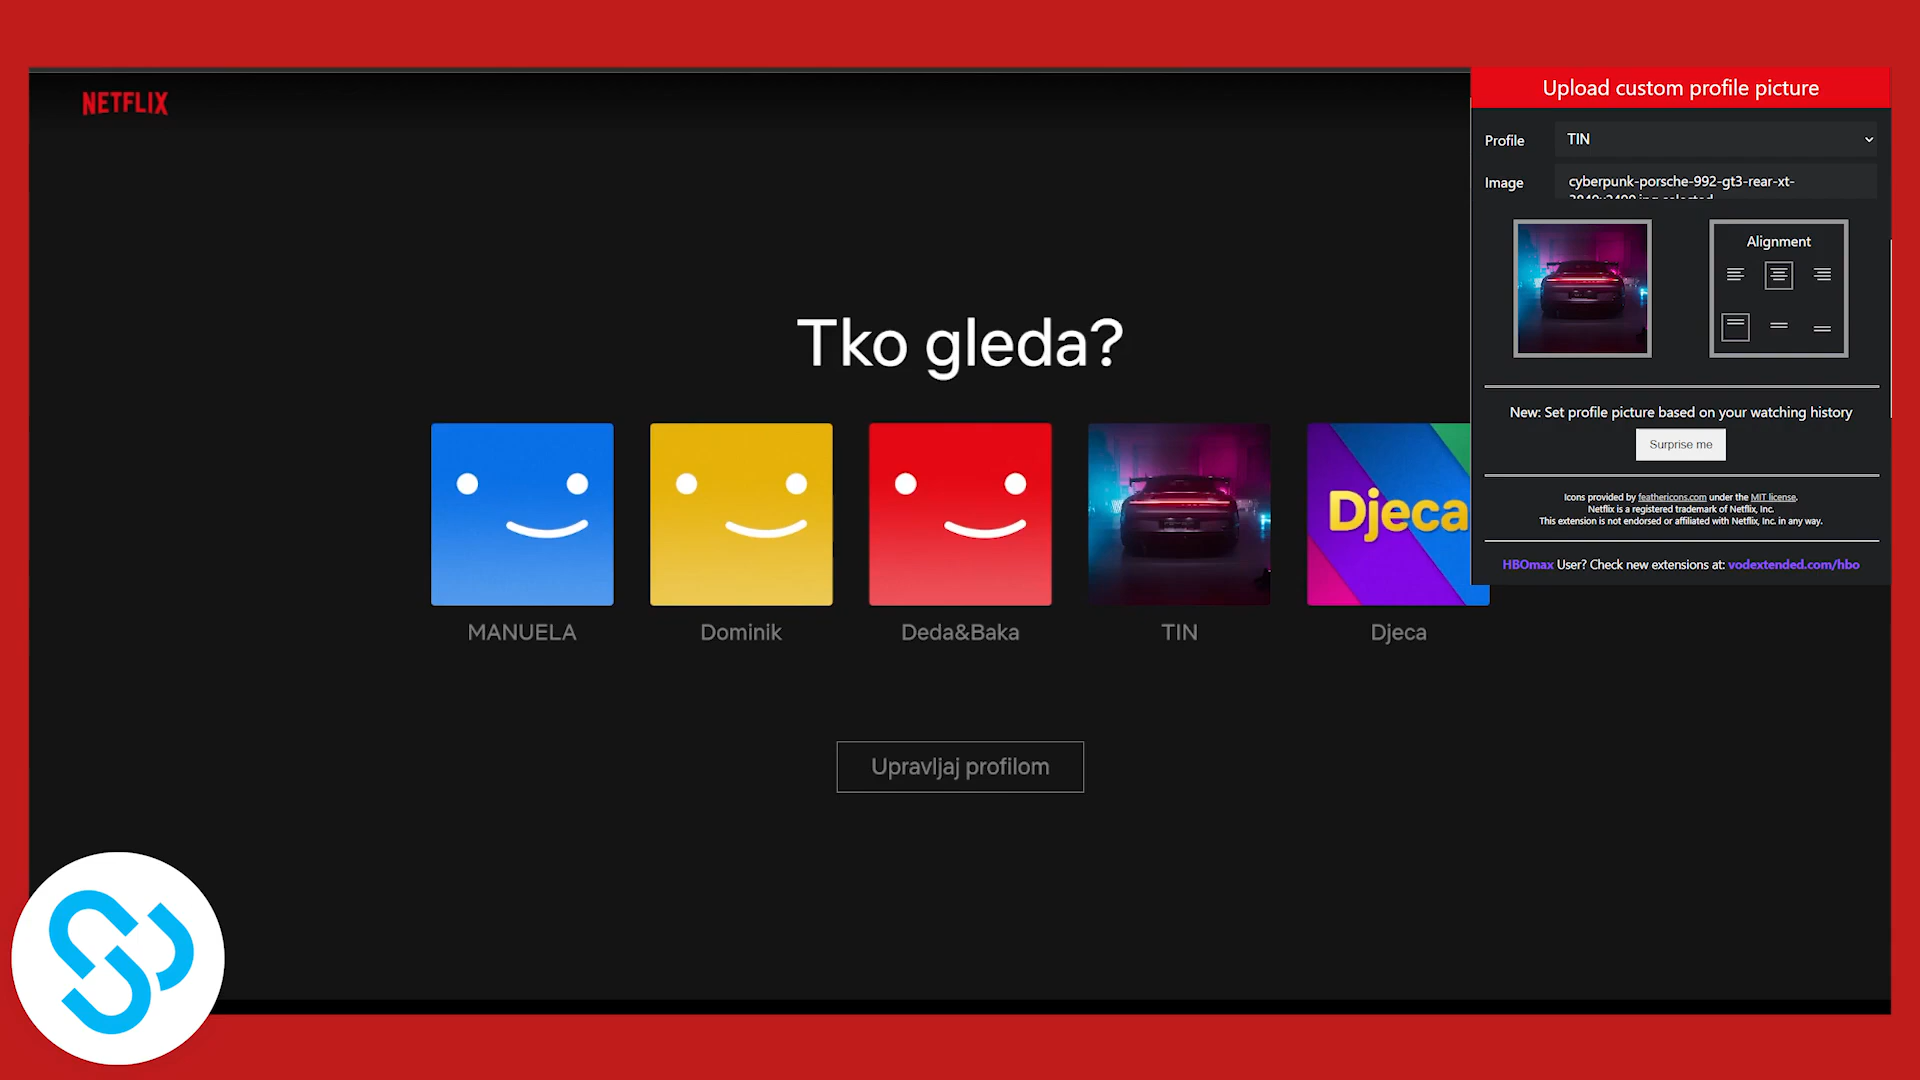 NETFLIX
Upload custom profile picture
Profile
TIN
Image
cyberpunk-porsche-992-gt3-rear-xt-
Alignment
New: Set profile picture based on your watching history
Surprise me
Icons provided by feathericons.com under the MIT license.
Netflix is a registered trademark of Netflix, Inc.
This extension is not endorsed or affiliated with Netflix, Inc. in any way.
HBOmax User? Check new extensions at: vodextended.com/hbo
Tko gleda?
Djeca
MANUELA
Dominik
Deda&Baka
TIN
Djeca
Upravljaj profilom